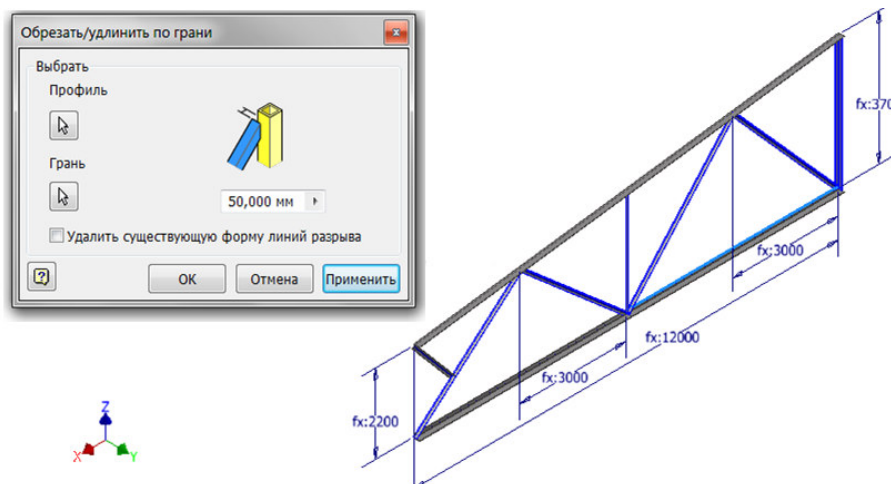 Обрезать/удлинить по грани
Выбрать
Профиль
Грань
50,000 мм
Удалить существующую форму линий разрыва
ОК
Отмена
Применить
fx:370
fx:3000
fx:12000
fx:3000
fx:2200
Z
X
Y